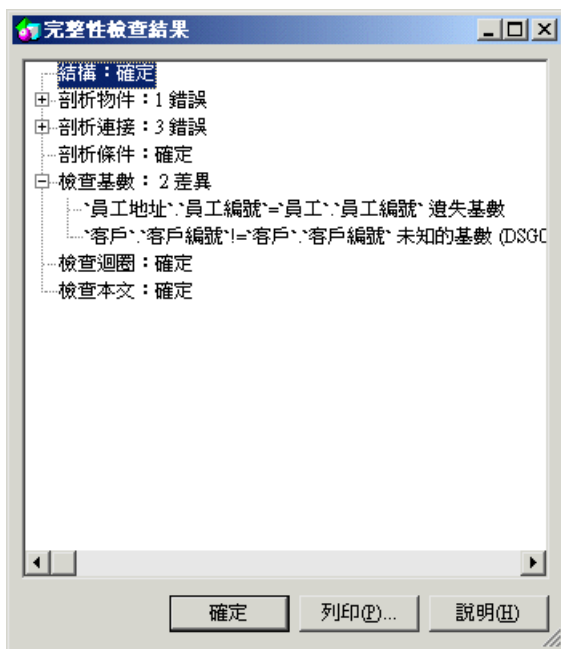 完整性檢查結果
結構：確定
剖析物件：1 錯誤
剖析連接：3 錯誤
剖析條件：確定
檢查基數：2 差異
`員工地址`.`員工編號`=`員工`.`員工編號` 遺失基數
`客戶`.`客戶編號`!=`客戶`.`客戶編號` 未知的基數 (DSG0
檢查迴圈：確定
檢查本文：確定
確定
列印(P)...
說明(H)